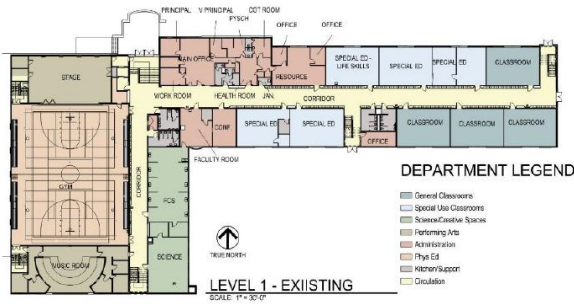 PRINCIPAL
V PRINCIPAL
PYSCH
COT ROOM
OFFICE
OFFICE
STAGE
MAIN OFFICE
RESOURCE
SPECIAL ED -
LIFE SKILLS
SPECIAL ED
SPECIAL ED
CLASSROOM
WORK ROOM
HEALTH ROOM
JAN.
CORRIDOR
CONF
SPECIAL ED
SPECIAL ED
OFFICE
CLASSROOM
CLASSROOM
CLASSROOM
FACULTY ROOM
GYM
CORRIDOR
FCS
SCIENCE
MUSIC ROOM
TRUE NORTH
DEPARTMENT LEGEND
General Classrooms
Special Use Classrooms
Science/Creative Spaces
Performing Arts
Administration
Phys Ed
Kitchen/Support
Circulation
LEVEL 1 - EXIISTING
SCALE: 1" = 30'-0"